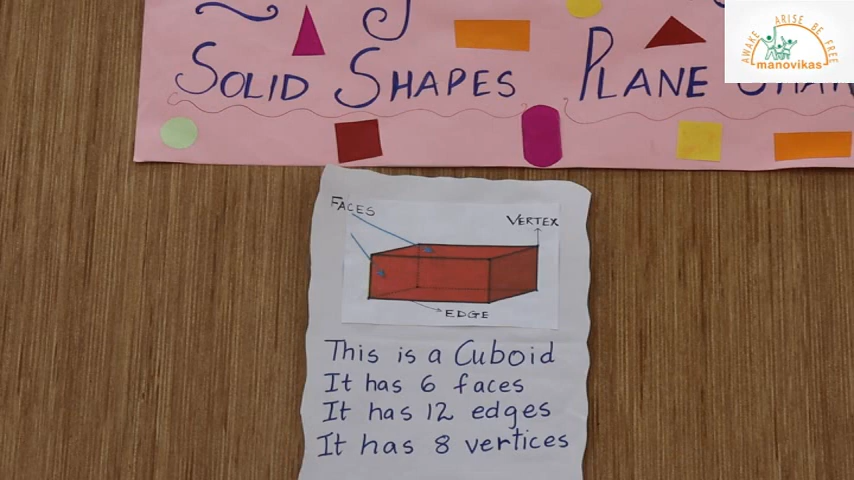 SOLID SHAPES PLANE
AWAKE ARISE BE FREE
manovikas
FACES
VERTEX
EDGE
This is a Cuboid
It has 6 faces
It has 12 edges
It has 8 vertices